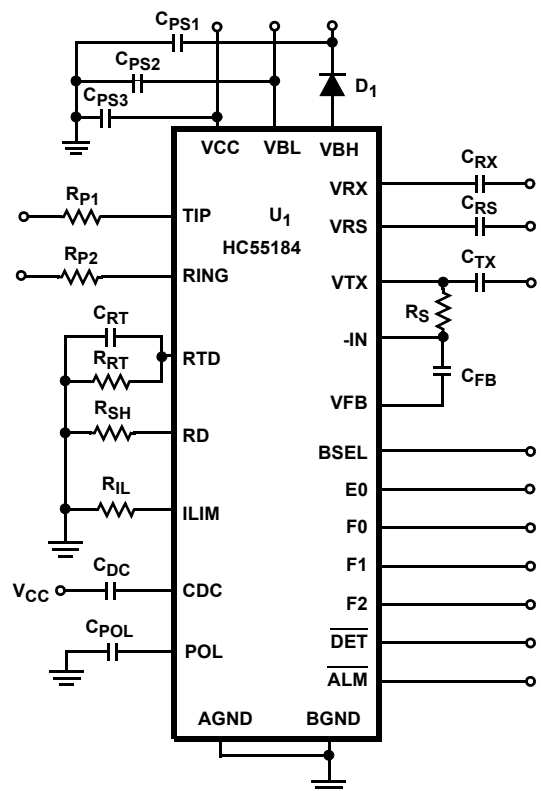 CPS1
CPS2
D1
CPS3
VCC VBL VBH
CRX
VRX
RP1
CRS
TIP
U1
VRS
HC55184
RP2
CTX
RING
VTX
RS
CRT
-IN
RTD
RRT
CFB
RSH
VFB
RD
BSEL
RIL
E0
ILIM
F0
CDC
F1
VCC
CDC
F2
CPOL
DET
POL
ALM
AGND BGND